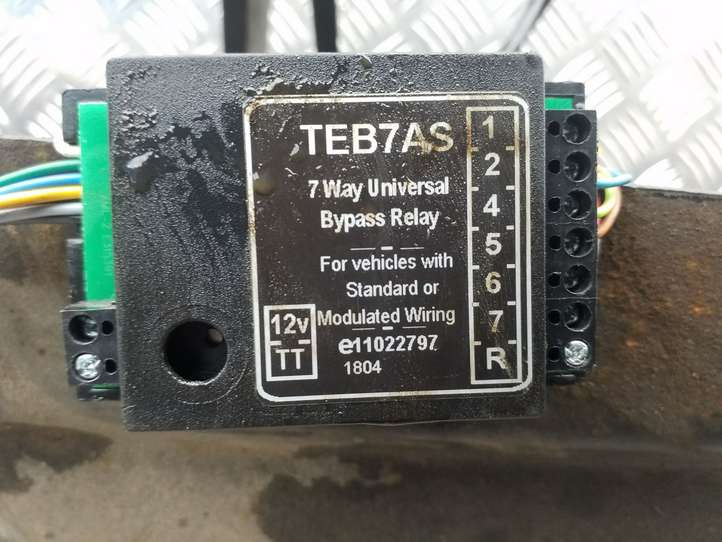 TEB7AS
7 Way Universal
Bypass Relay
For vehicles with
Standard or
Modulated Wiring
e11022797
1804
12v
TT
1
2
4
5
6
7
R